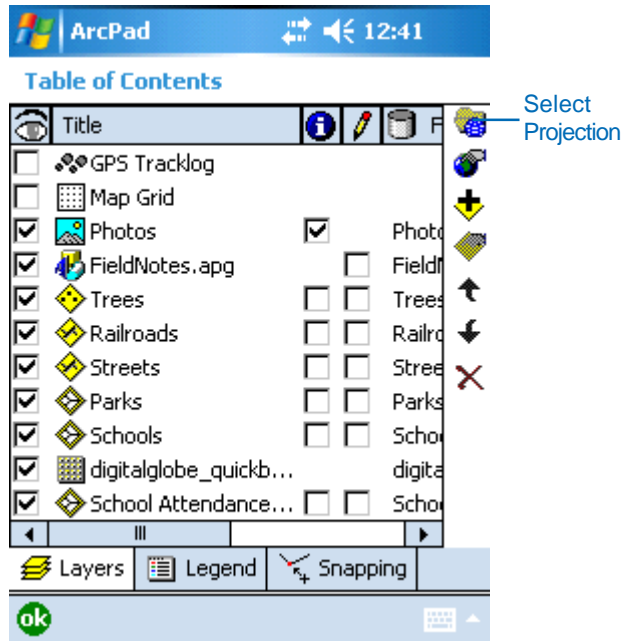 ArcPad 12:41
Table of Contents
Title F
GPS Tracklog
Map Grid
Photos Photo
FieldNotes.apg Field
Trees Trees
Railroads Railro
Streets Stree
Parks Parks
Schools Schoo
digitalglobe_quickb... digita
School Attendance... Schoo
Layers Legend Snapping
ok
Select
Projection